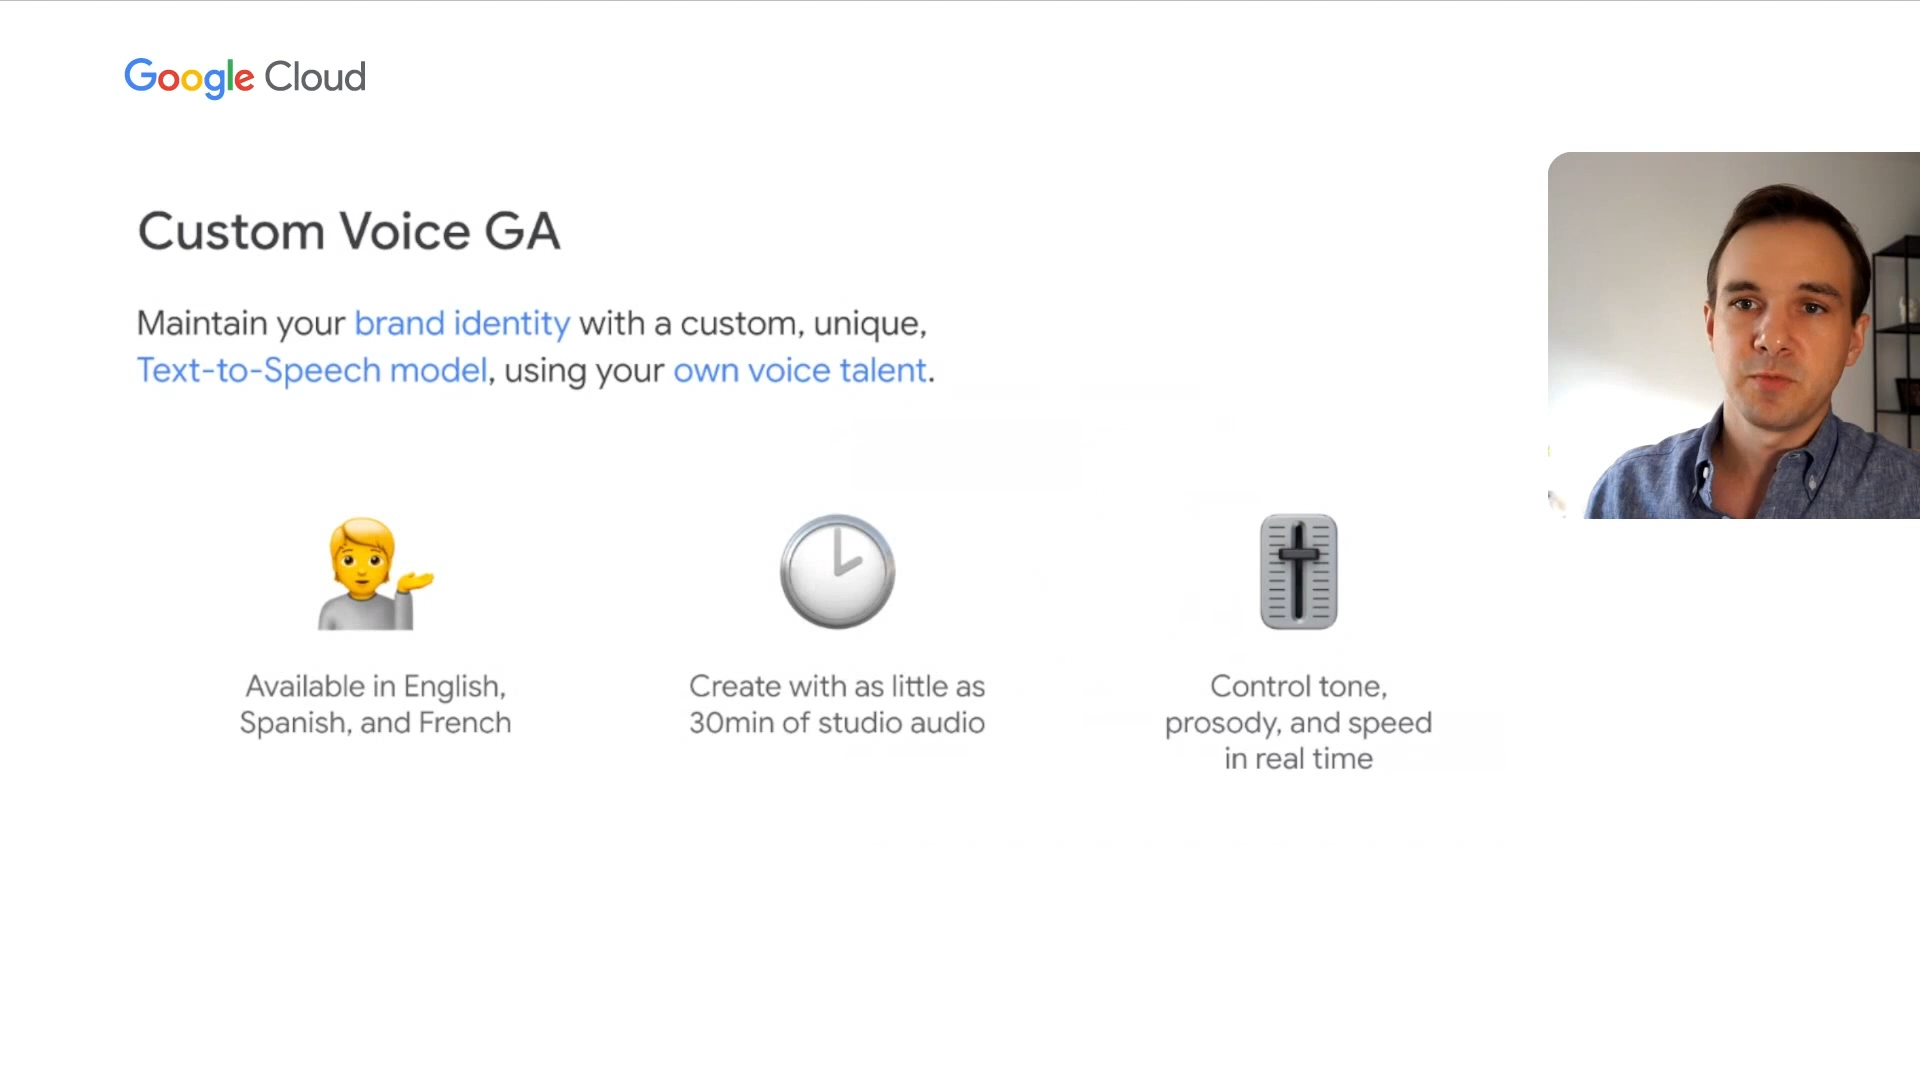 Google Cloud
Custom Voice GA
Maintain your brand identity with a custom, unique,
Text-to-Speech model, using your own voice talent.
Available in English,
Spanish, and French
Create with as little as
30min of studio audio
Control tone,
prosody, and speed
in real time